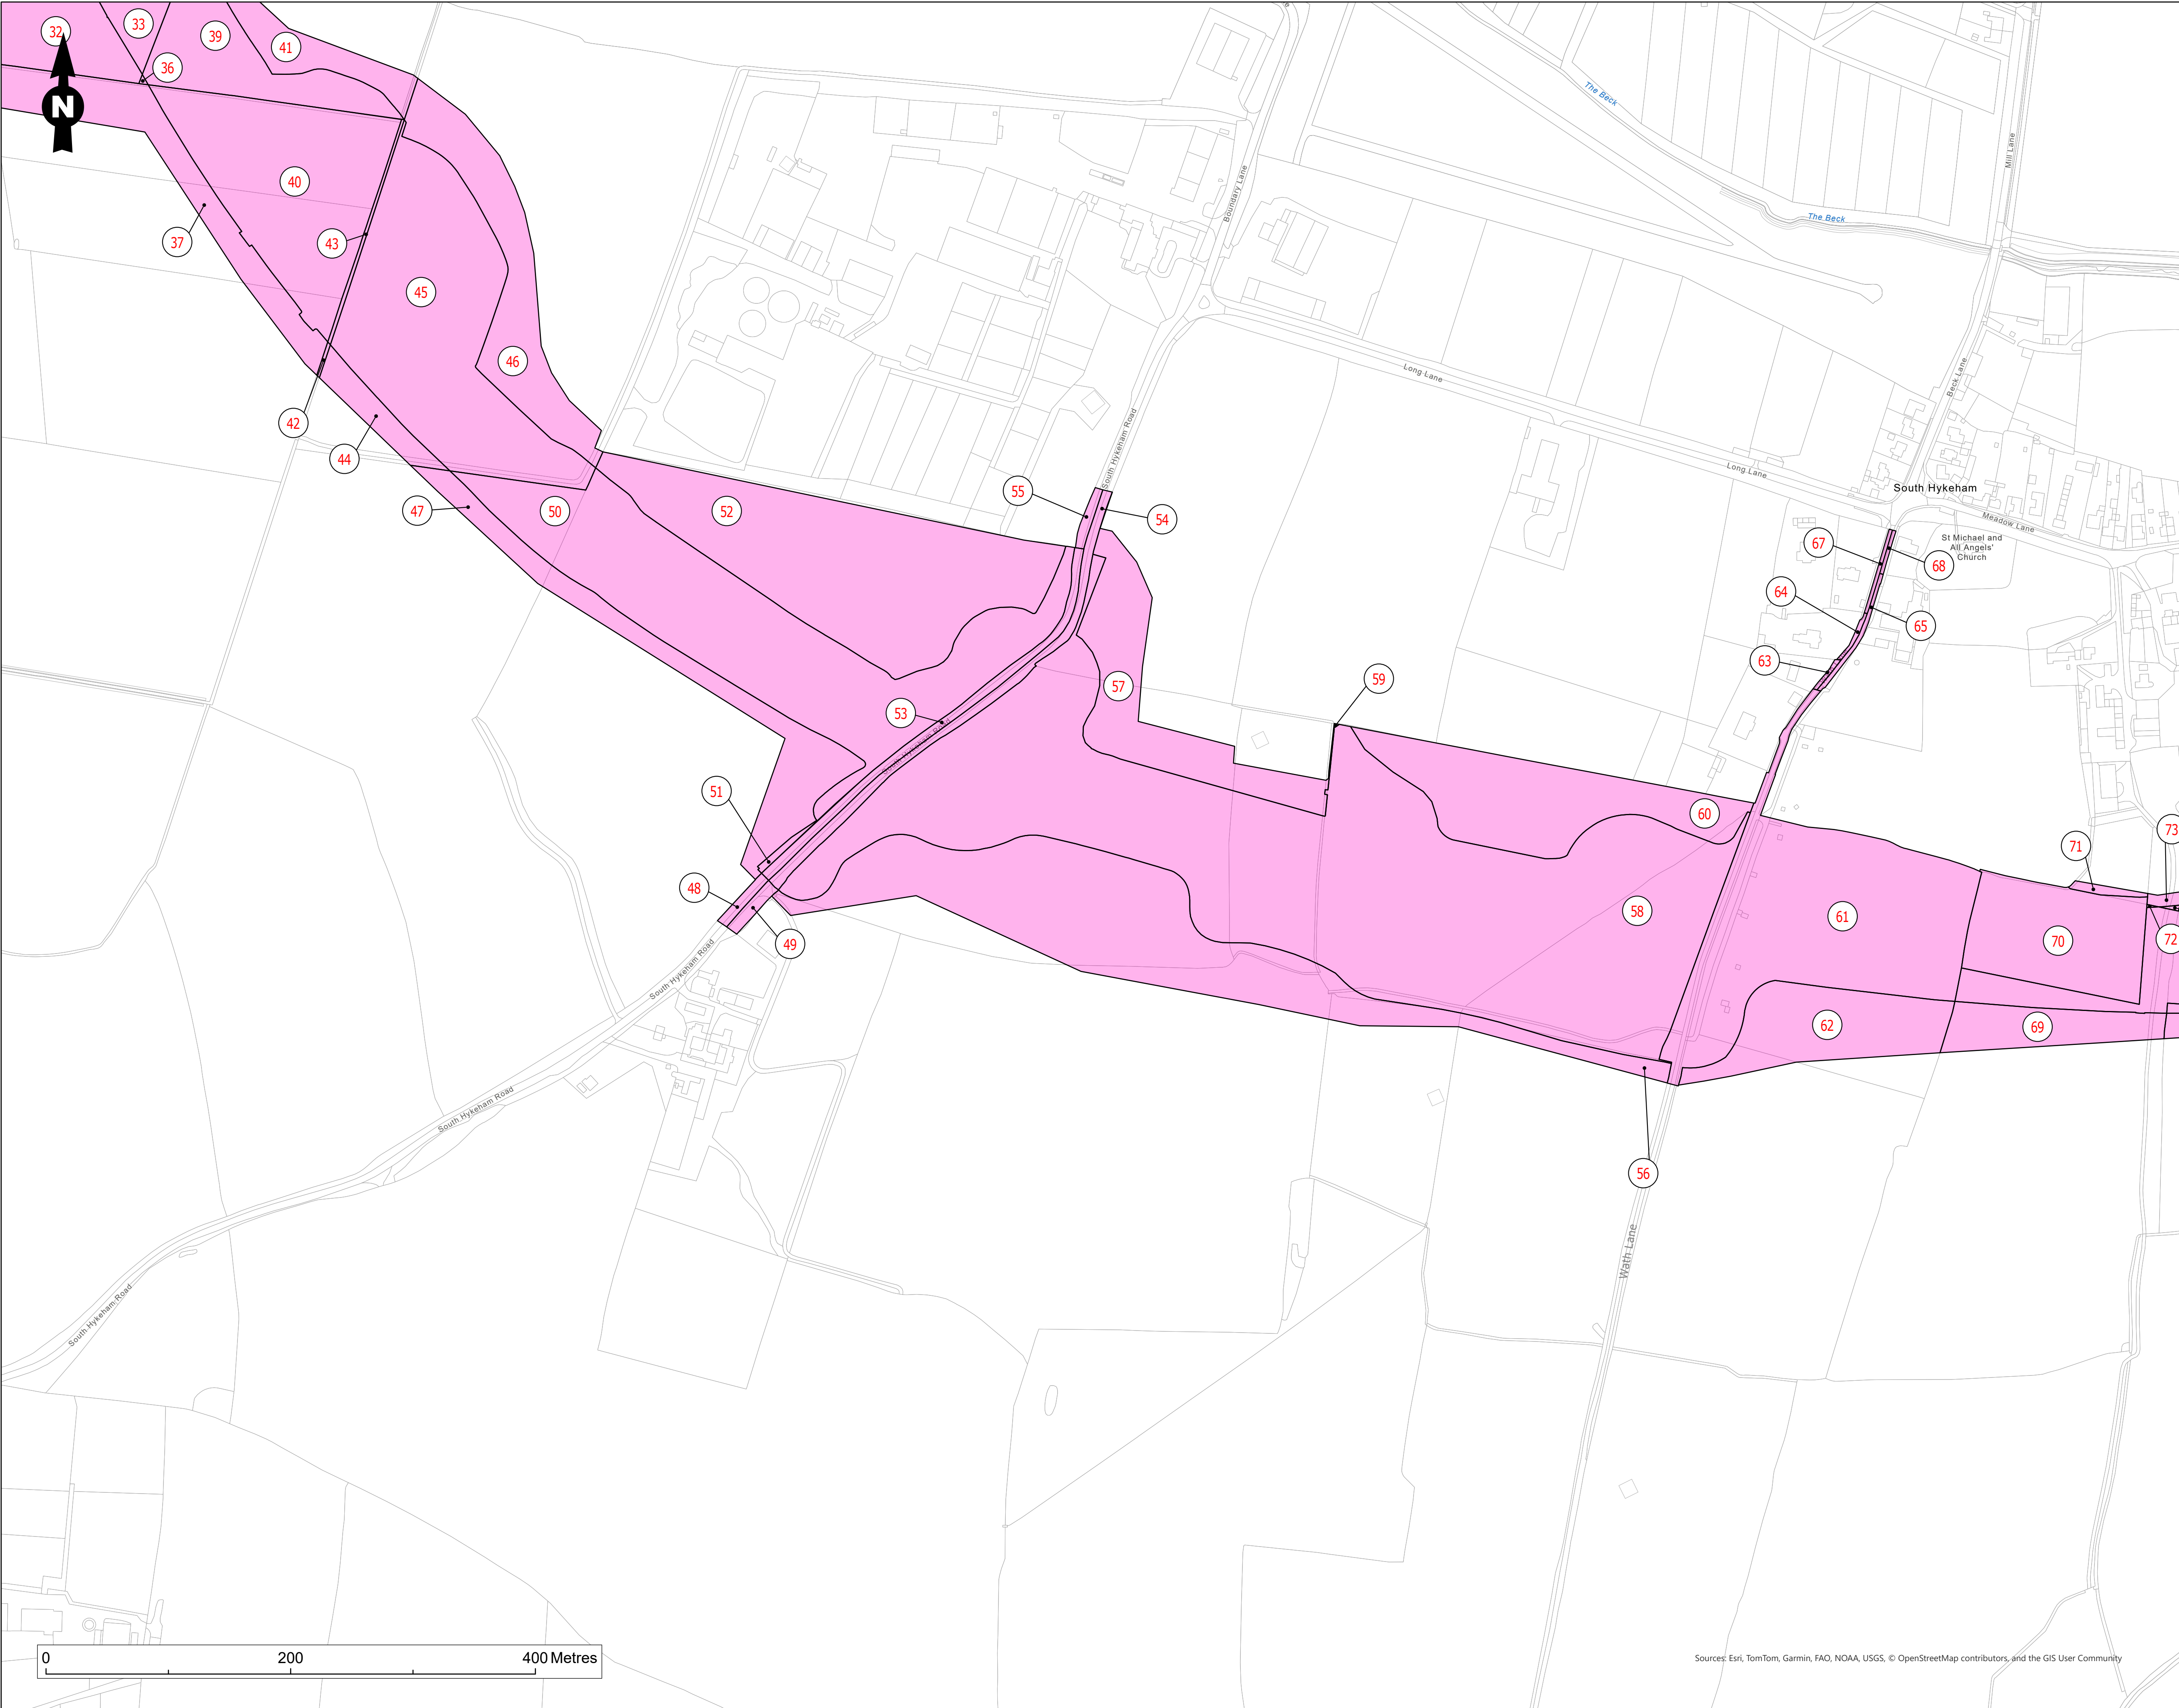 32
33
39
41
36
N
40
37
43
45
46
42
44
47
50
52
55
54
53
57
59
51
48
49
60
58
56
61
62
63
64
65
67
68
69
70
71
72
73
The Beck
The Beck
Mill Lane
Boundary Lane
Long Lane
Beck Lane
South Hykeham Road
Long Lane
South Hykeham
Meadow Lane
St Michael and
All Angels'
Church
South Hykeham Road
South Hykeham Road
South Hykeham Road
South Hykeham Road
Wath Lane
0 200 400 Metres
Sources: Esri, TomTom, Garmin, FAO, NOAA, USGS, © OpenStreetMap contributors, and the GIS User Community